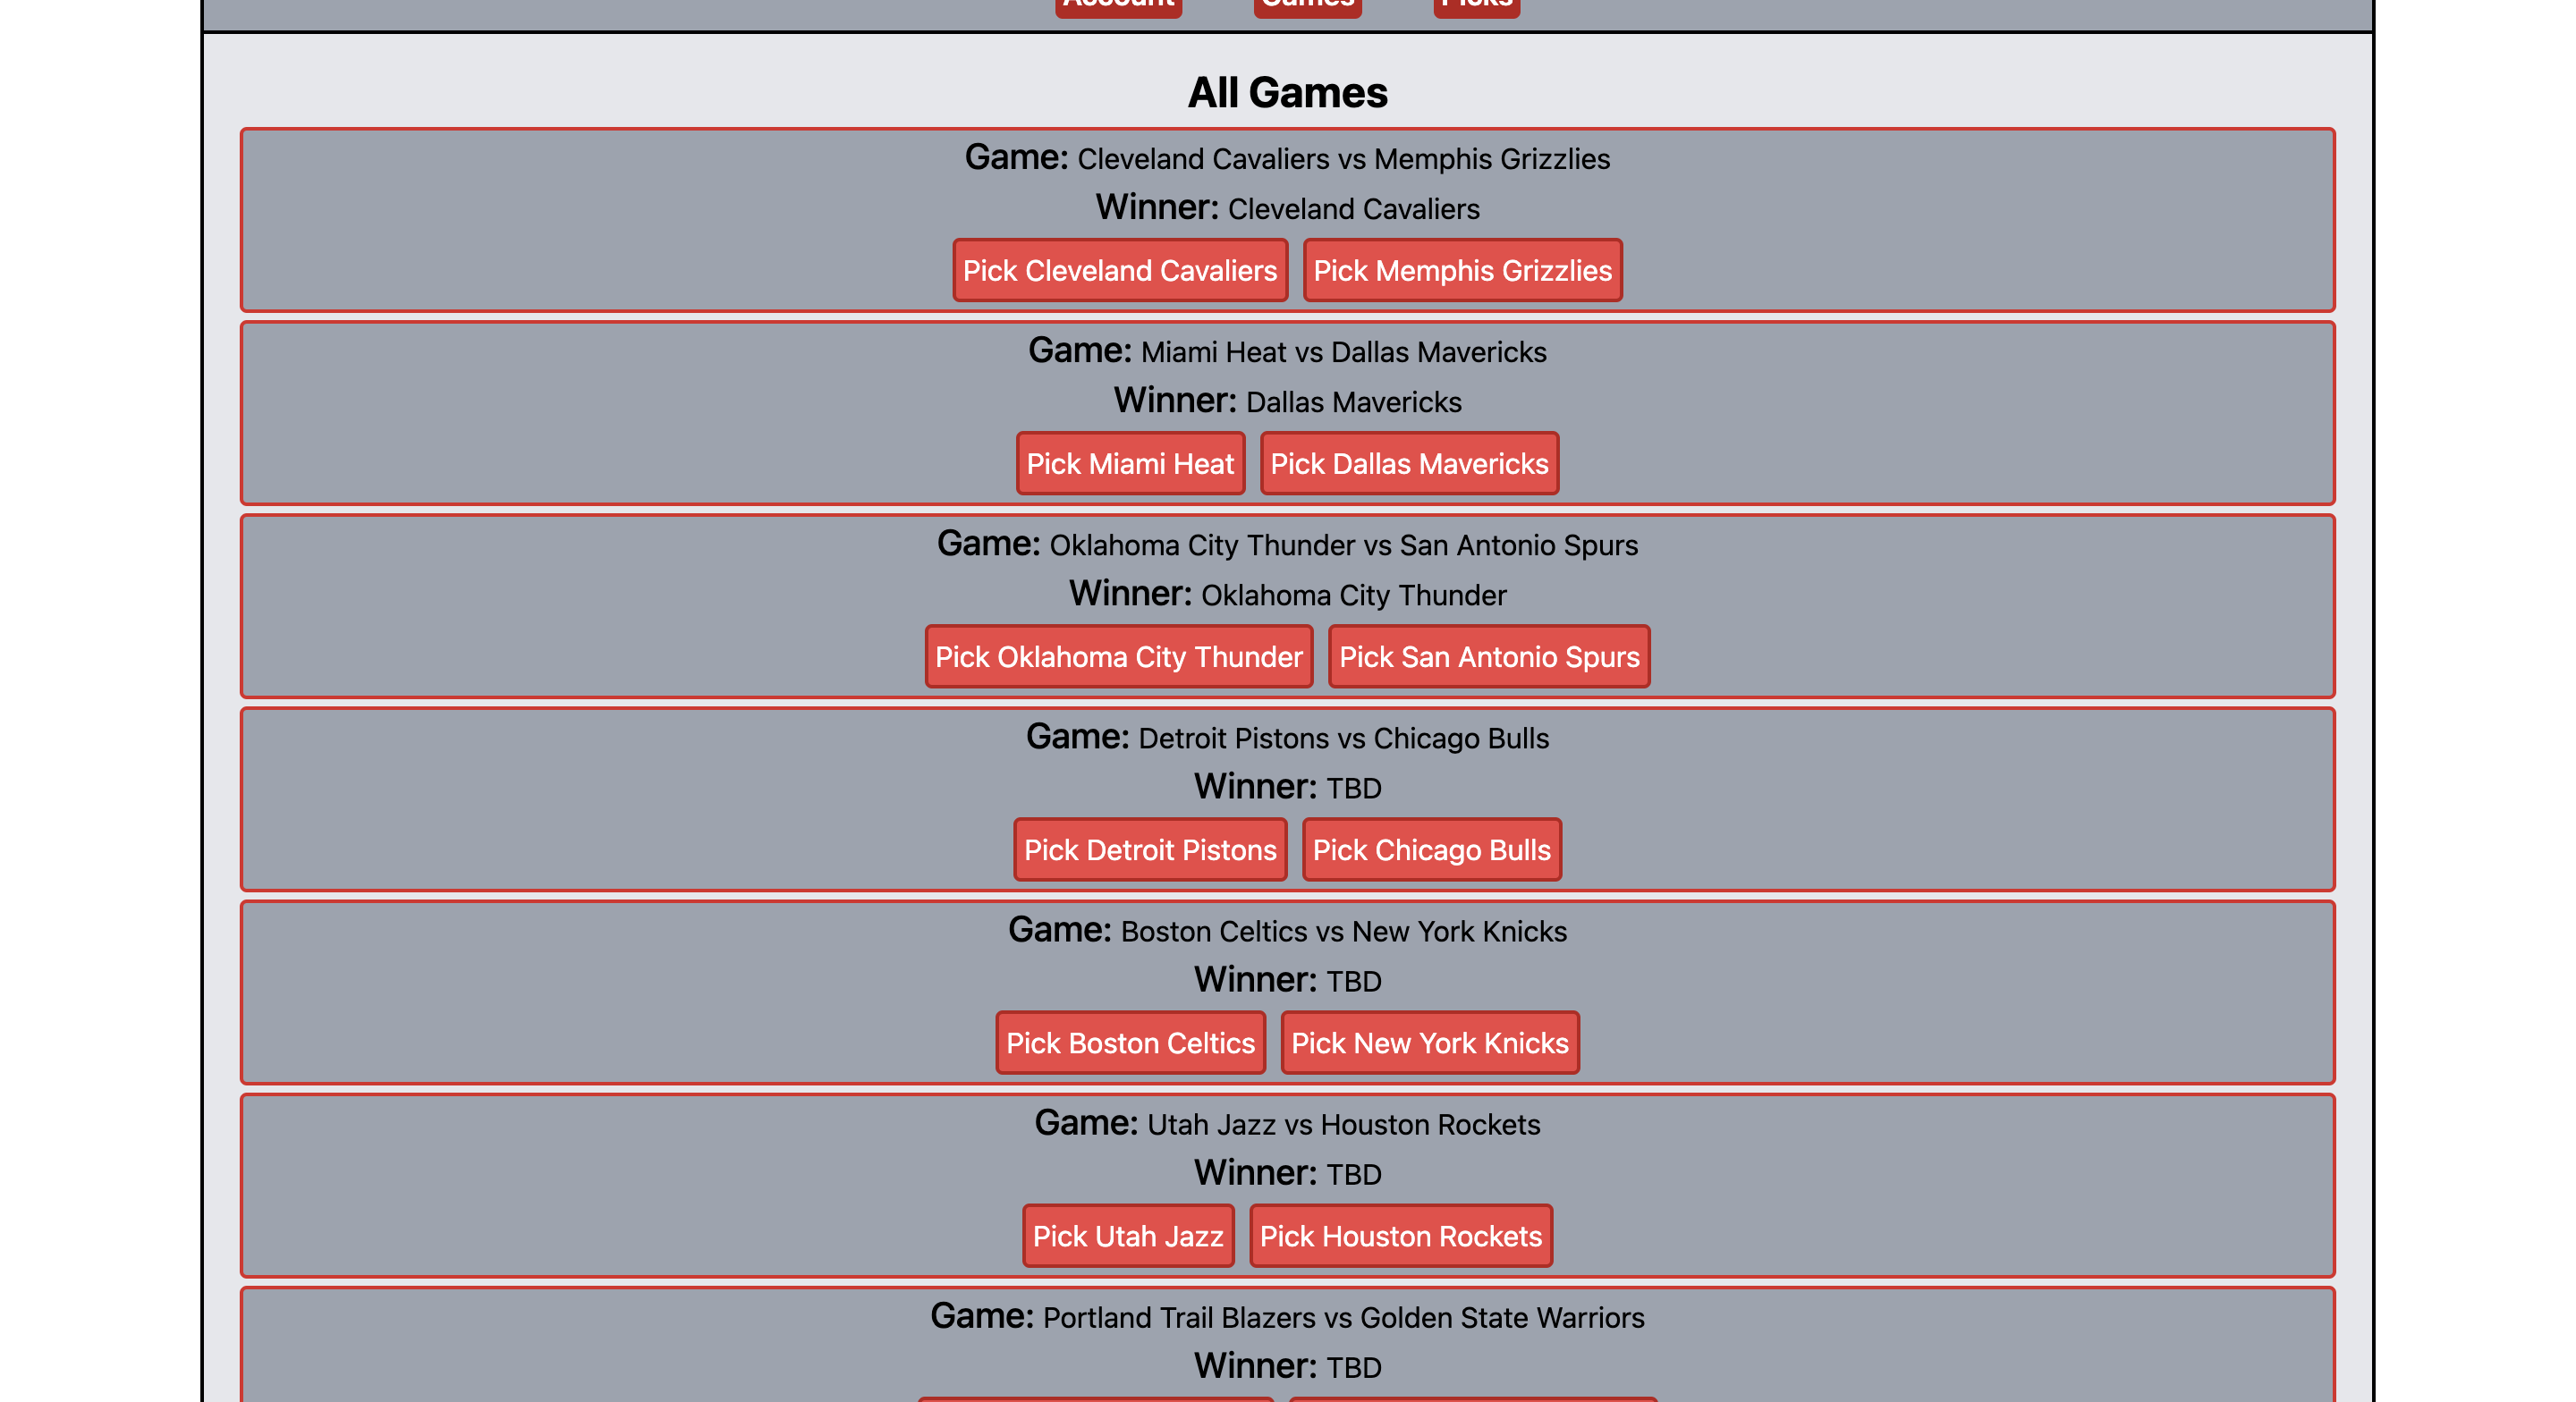 Account Games Picks
All Games
Game: Cleveland Cavaliers vs Memphis Grizzlies
Winner: Cleveland Cavaliers
Pick Cleveland Cavaliers Pick Memphis Grizzlies
Game: Miami Heat vs Dallas Mavericks
Winner: Dallas Mavericks
Pick Miami Heat Pick Dallas Mavericks
Game: Oklahoma City Thunder vs San Antonio Spurs
Winner: Oklahoma City Thunder
Pick Oklahoma City Thunder Pick San Antonio Spurs
Game: Detroit Pistons vs Chicago Bulls
Winner: TBD
Pick Detroit Pistons Pick Chicago Bulls
Game: Boston Celtics vs New York Knicks
Winner: TBD
Pick Boston Celtics Pick New York Knicks
Game: Utah Jazz vs Houston Rockets
Winner: TBD
Pick Utah Jazz Pick Houston Rockets
Game: Portland Trail Blazers vs Golden State Warriors
Winner: TBD